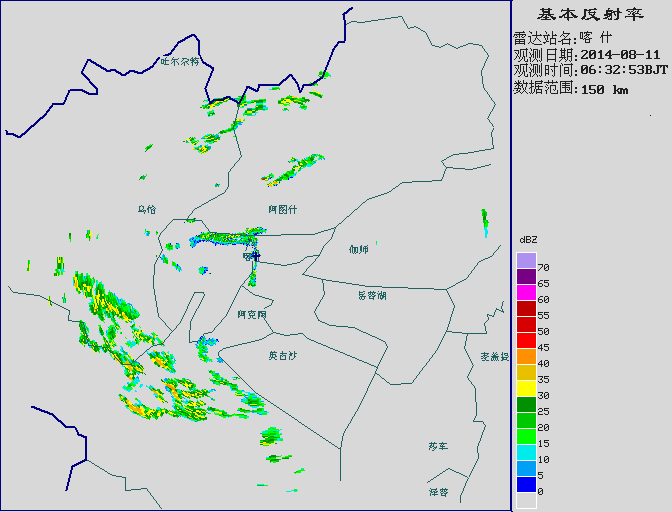 基本反射率
雷达站名:喀 什
观测日期:2014-08-11
观测时间:06:32:53BJT
数据范围:150 km
吐尔尕特
乌恰
阿图什
伽师
岳普湖
阿克陶
英吉沙
麦盖提
莎车
泽普
dBZ
70
65
60
55
50
45
40
35
30
25
20
15
10
5
0